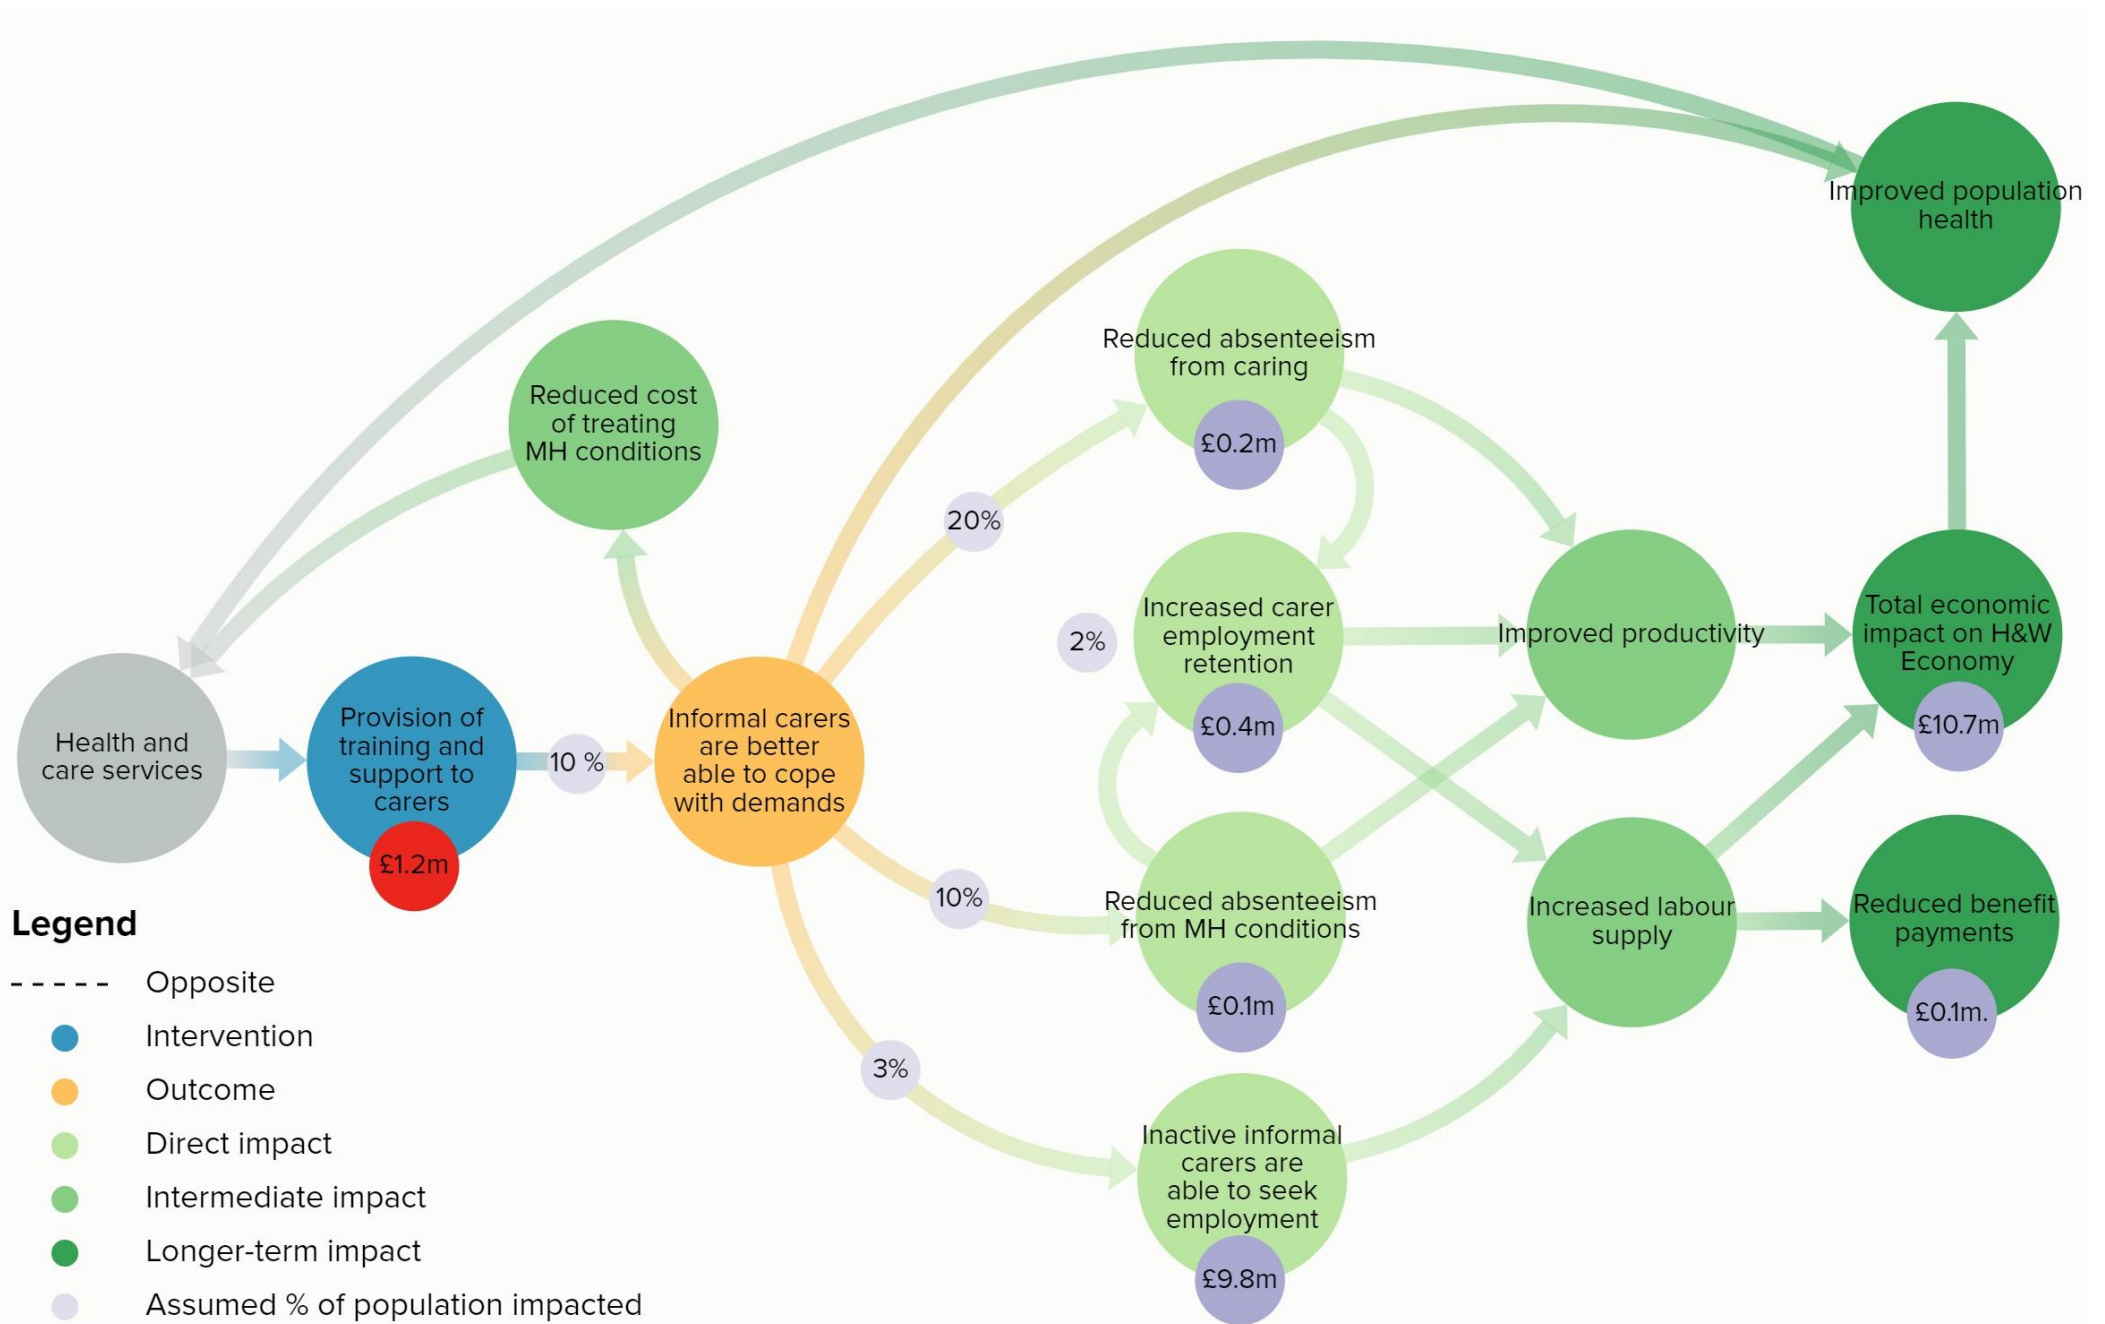 Improved population
health
Reduced absenteeism
from caring
£0.2m
Reduced cost
of treating
MH conditions
20%
Increased carer
employment
retention
£0.4m
2%
Improved productivity
Total economic
impact on H&W
Economy
£10.7m
Health and
care services
Provision of
training and
support to
carers
£1.2m
10 %
Informal carers
are better
able to cope
with demands
10%
Reduced absenteeism
from MH conditions
£0.1m
Increased labour
supply
Reduced benefit
payments
£0.1m.
3%
Inactive informal
carers are
able to seek
employment
£9.8m
Legend
Opposite
Intervention
Outcome
Direct impact
Intermediate impact
Longer-term impact
Assumed % of population impacted